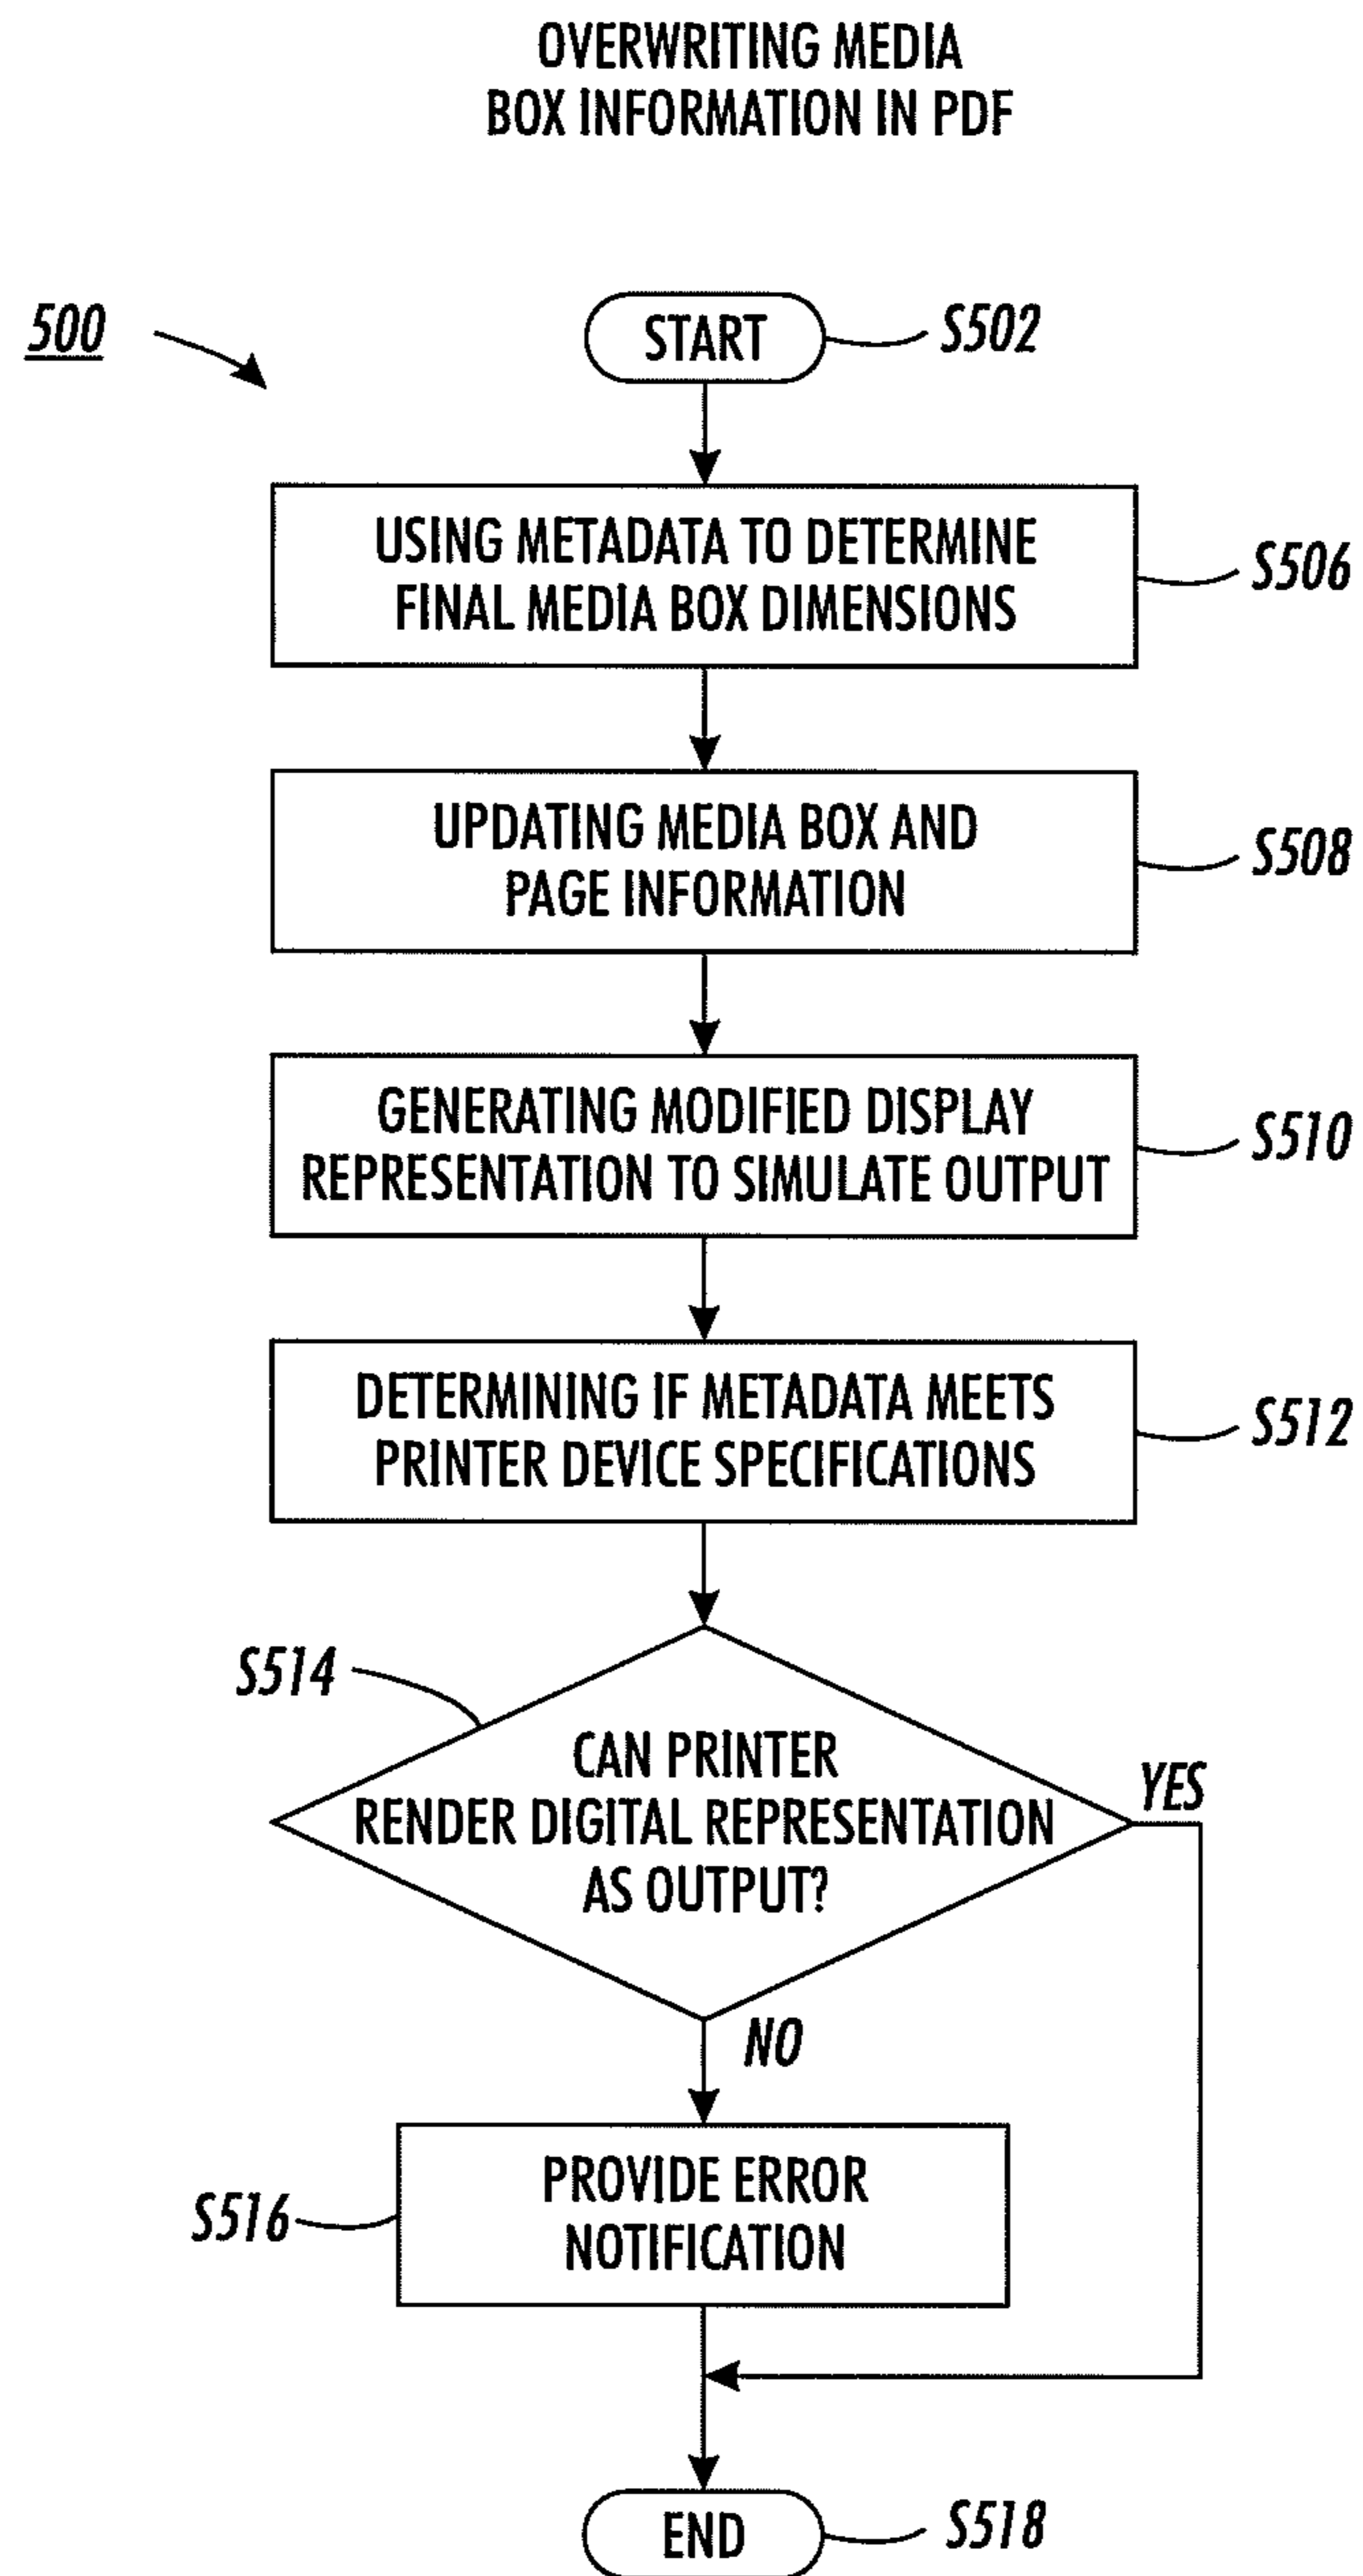 OVERWRITING MEDIA
BOX INFORMATION IN PDF
500
START
S502
USING METADATA TO DETERMINE
FINAL MEDIA BOX DIMENSIONS
S506
UPDATING MEDIA BOX AND
PAGE INFORMATION
S508
GENERATING MODIFIED DISPLAY
REPRESENTATION TO SIMULATE OUTPUT
S510
DETERMINING IF METADATA MEETS
PRINTER DEVICE SPECIFICATIONS
S512
S514
CAN PRINTER
RENDER DIGITAL REPRESENTATION
AS OUTPUT?
YES
NO
PROVIDE ERROR
NOTIFICATION
S516
END
S518